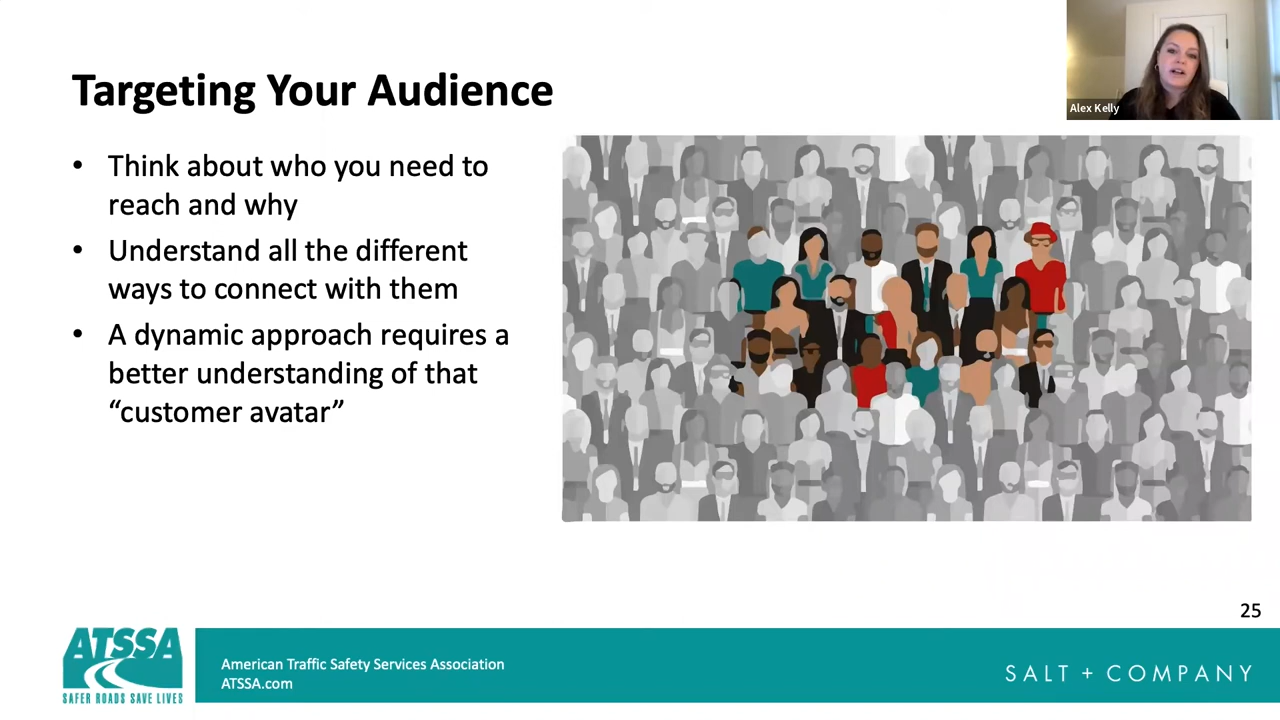 Targeting Your Audience
• Think about who you need to
reach and why
• Understand all the different
ways to connect with them
• A dynamic approach requires a
better understanding of that
“customer avatar”
Alex Kelly
25
ATSSA
SAFER ROADS SAVE LIVES
American Traffic Safety Services Association
ATSSA.com
SALT + COMPANY